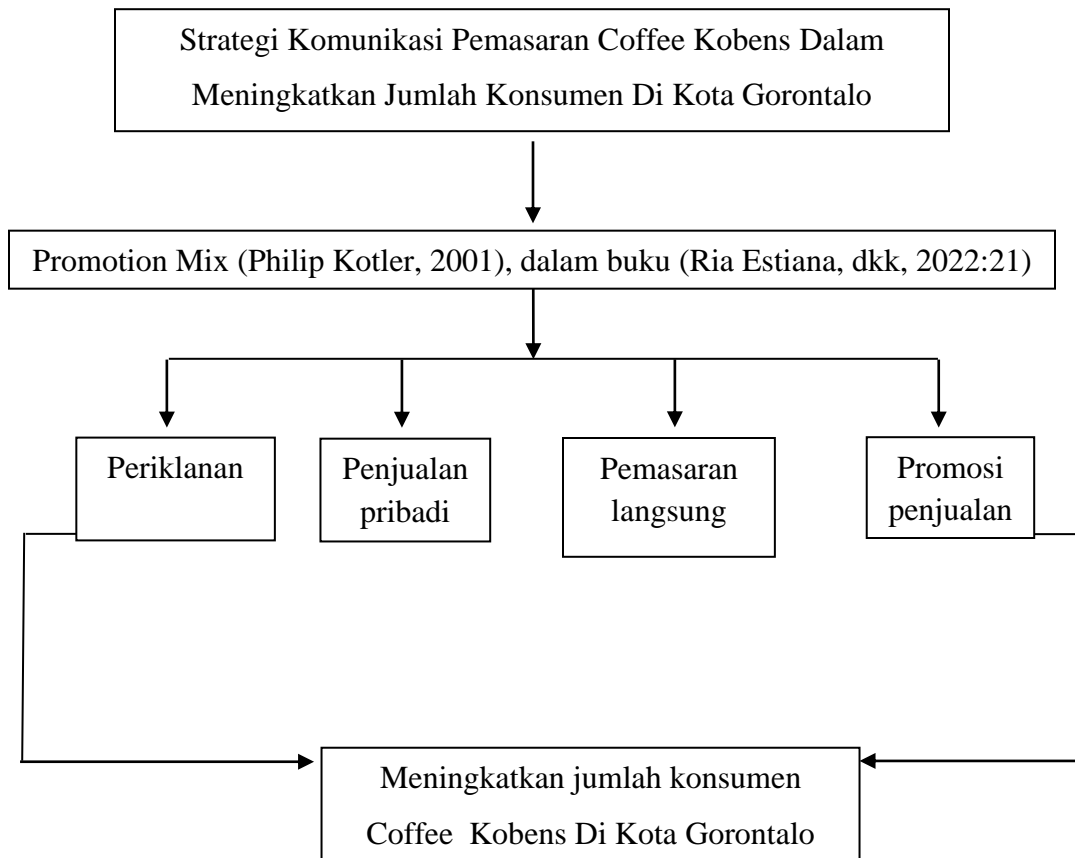 Strategi Komunikasi Pemasaran Coffee Kobens Dalam
Meningkatkan Jumlah Konsumen Di Kota Gorontalo
Promotion Mix (Philip Kotler, 2001), dalam buku (Ria Estiana, dkk, 2022:21)
Periklanan
Penjualan
pribadi
Pemasaran
langsung
Promosi
penjualan
Meningkatkan jumlah konsumen
Coffee Kobens Di Kota Gorontalo